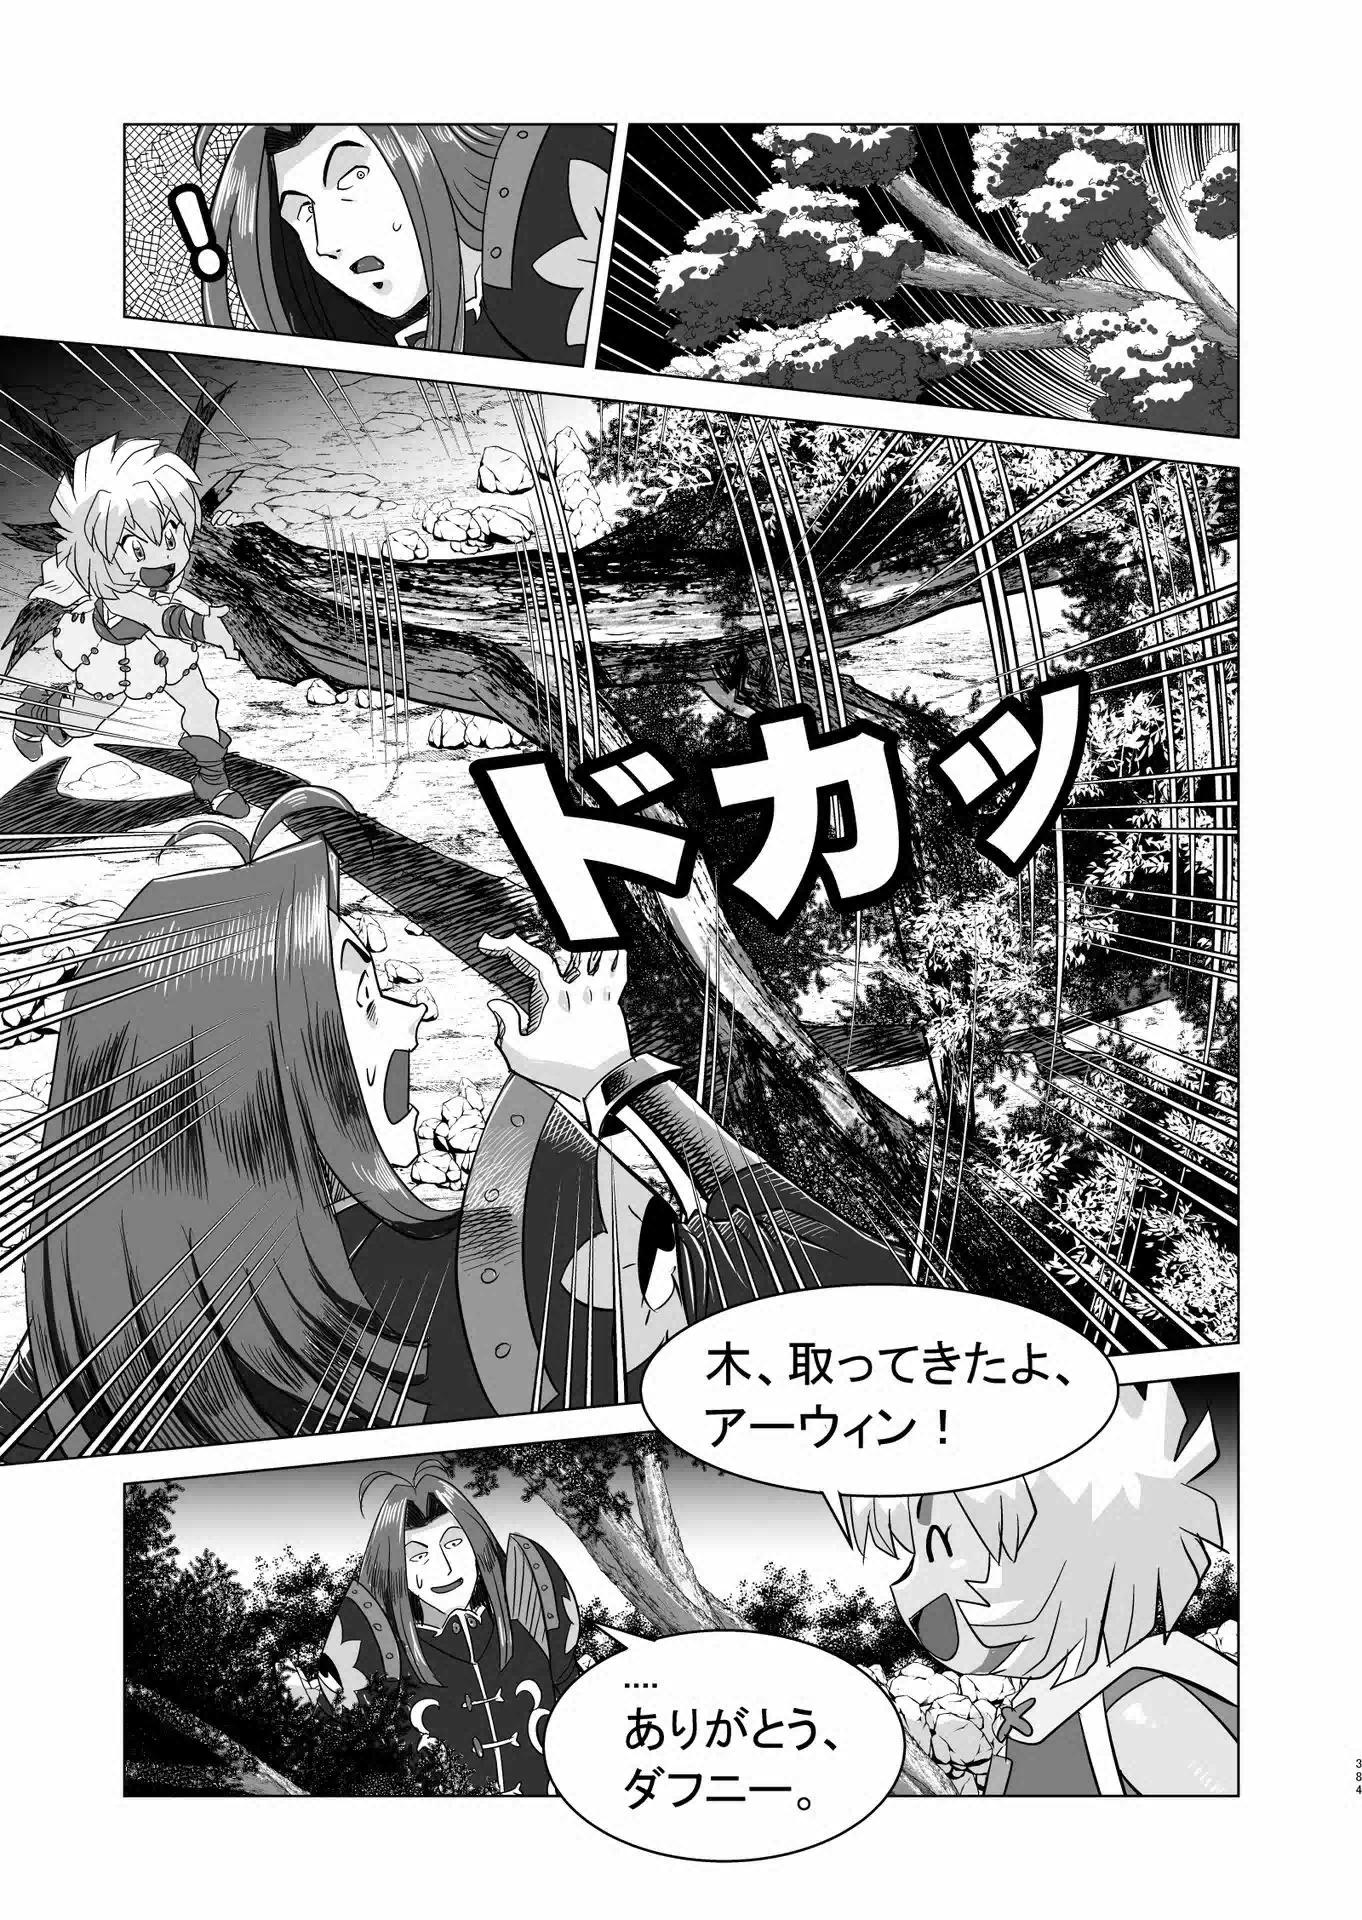 ！
ドカッ
木、取ってきたよ、
アーウィン！
....
ありがとう、
ダフニー。
384